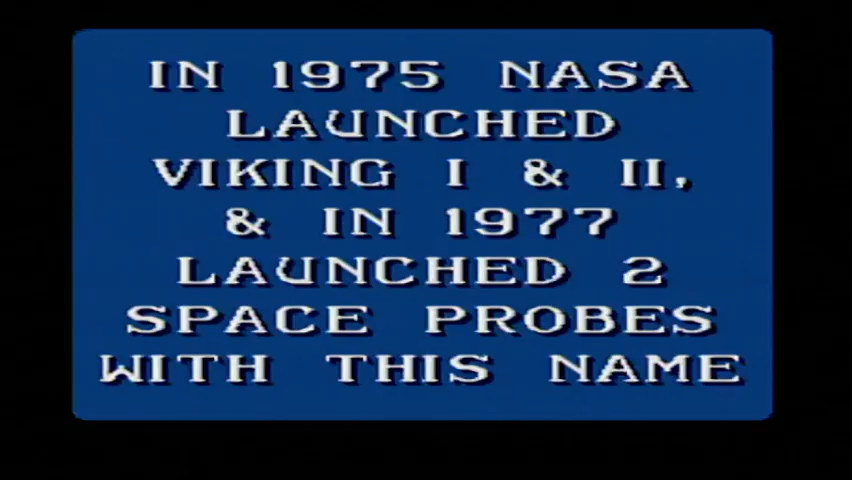 IN 1975 NASA
LAUNCHED
VIKING I & II,
& IN 1977
LAUNCHED 2
SPACE PROBES
WITH THIS NAME